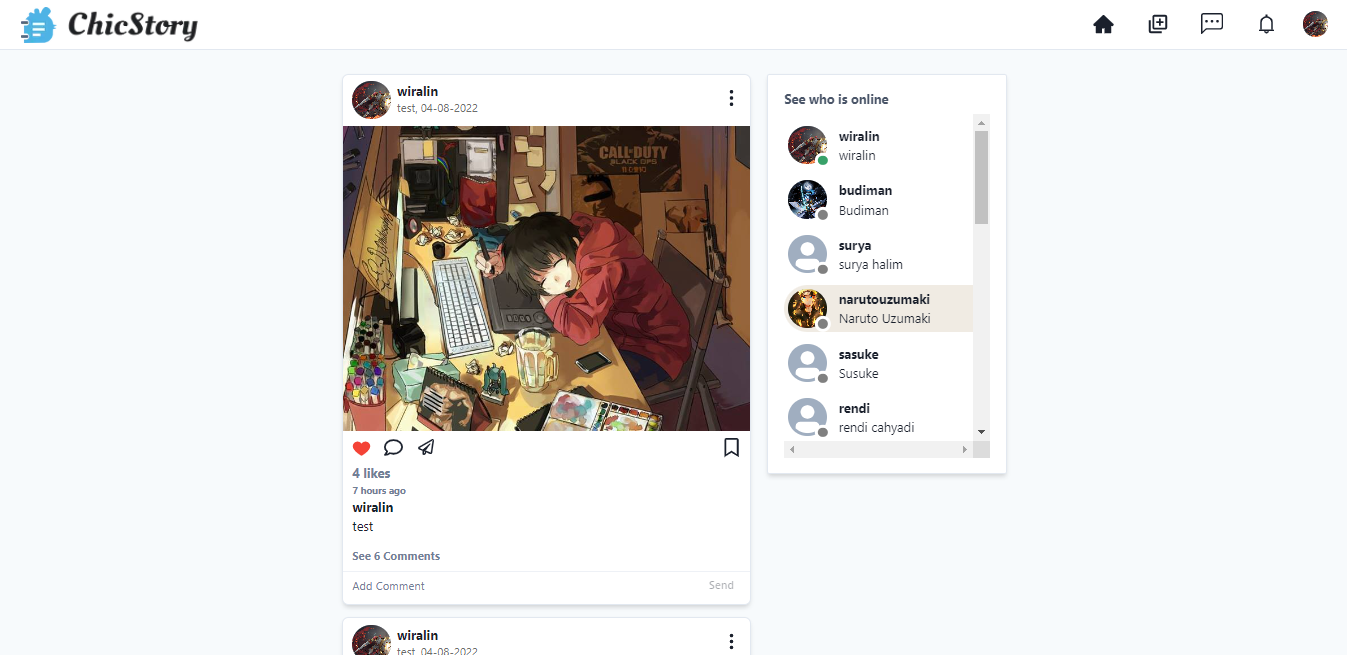 ChicStory
wiralin
test, 04-08-2022
CALL OF DUTY
BLACK OPS
4 likes
7 hours ago
wiralin
test
See 6 Comments
Add Comment
Send
wiralin
test, 04-08-2022
See who is online
wiralin
wiralin
budiman
Budiman
surya
surya halim
narutouzumaki
Naruto Uzumaki
sasuke
Susuke
rendi
rendi cahyadi